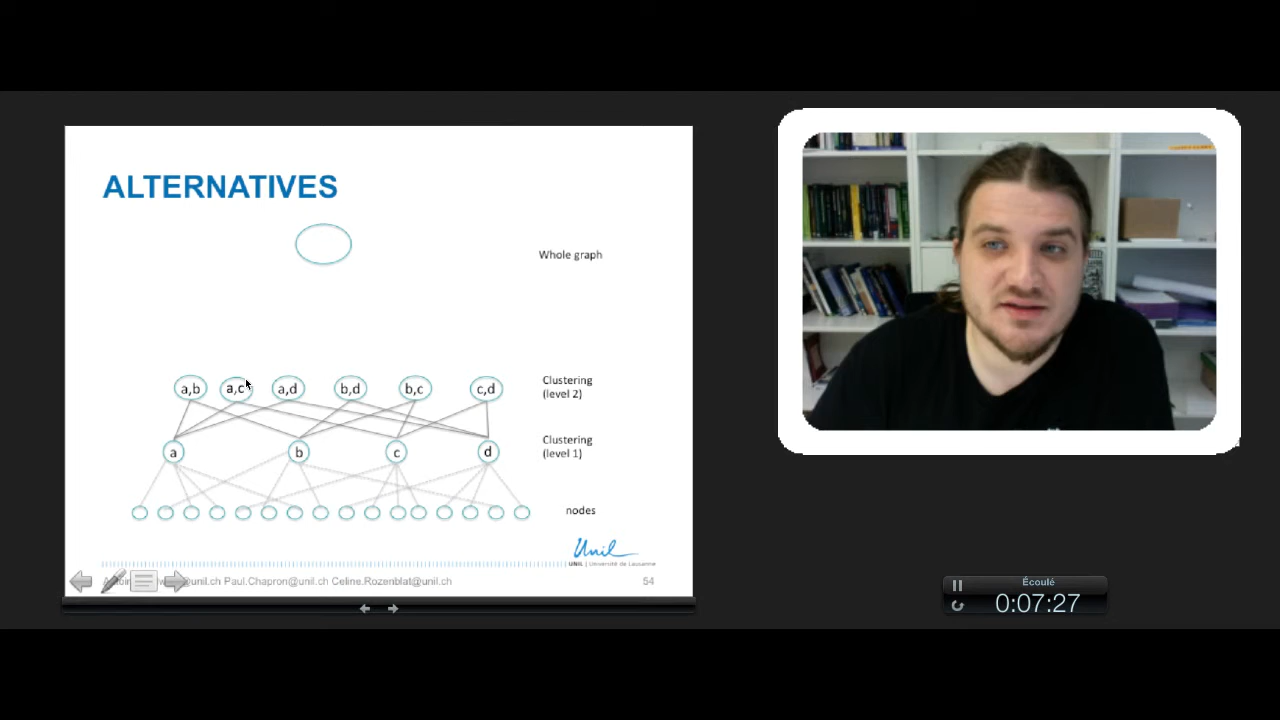 ALTERNATIVES
Whole graph
a,b a,c a,d b,d b,c c,d
Clustering
(level 2)
a b c d
Clustering
(level 1)
nodes
Unil
UNIL | Université de Lausanne
@unil.ch Paul.Chapron@unil.ch Celine.Rozenblat@unil.ch
54
Écoulé
0:07:27